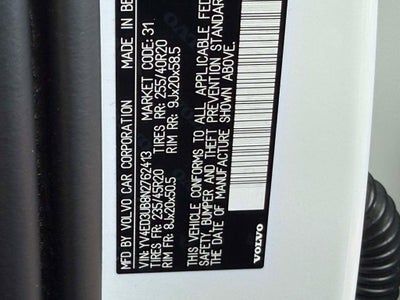 MFD BY VOLVO CAR CORPORATION MADE IN BE
VIN: YV4ED3UB8N2762413 MARKET CODE: 31
TIRES FR: 235/45R20 TIRES RR: 255/40R20
RIM FR: 8Jx20x50.5 RIM RR: 9Jx20x58.5
THIS VEHICLE CONFORMS TO ALL APPLICABLE FED
SAFETY, BUMPER, AND THEFT PREVENTION STANDAR
THE DATE OF MANUFACTURE SHOWN ABOVE.
VOLVO